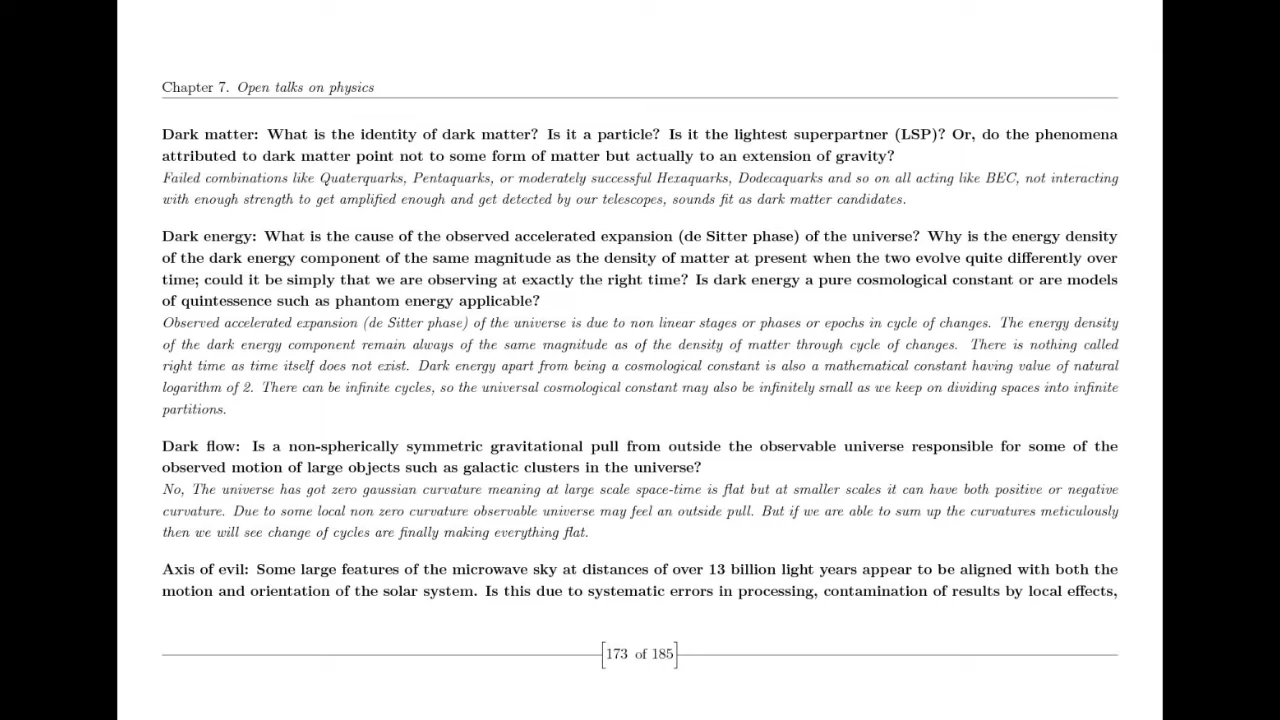 Chapter 7. Open talks on physics
Dark matter: What is the identity of dark matter? Is it a particle? Is it the lightest superpartner (LSP)? Or, do the phenomena
attributed to dark matter point not to some form of matter but actually to an extension of gravity?
Failed combinations like Quaterquarks, Pentaquarks, or moderately successful Hexaquarks, Dodecaquarks and so on all acting like BEC, not interacting
with enough strength to get amplified enough and get detected by our telescopes, sounds fit as dark matter candidates.
Dark energy: What is the cause of the observed accelerated expansion (de Sitter phase) of the universe? Why is the energy density
of the dark energy component of the same magnitude as the density of matter at present when the two evolve quite differently over
time; could it be simply that we are observing at exactly the right time? Is dark energy a pure cosmological constant or are models
of quintessence such as phantom energy applicable?
Observed accelerated expansion (de Sitter phase) of the universe is due to non linear stages or phases or epochs in cycle of changes. The energy density
of the dark energy component remain always of the same magnitude as of the density of matter through cycle of changes. There is nothing called
right time as time itself does not exist. Dark energy apart from being a cosmological constant is also a mathematical constant having value of natural
logarithm of 2. There can be infinite cycles, so the universal cosmological constant may also be infinitely small as we keep on dividing spaces into infinite
partitions.
Dark flow: Is a non-spherically symmetric gravitational pull from outside the observable universe responsible for some of the
observed motion of large objects such as galactic clusters in the universe?
No, The universe has got zero gaussian curvature meaning at large scale space-time is flat but at smaller scales it can have both positive or negative
curvature. Due to some local non zero curvature observable universe may feel an outside pull. But if we are able to sum up the curvatures meticulously
then we will see change of cycles are finally making everything flat.
Axis of evil: Some large features of the microwave sky at distances of over 13 billion light years appear to be aligned with both the
motion and orientation of the solar system. Is this due to systematic errors in processing, contamination of results by local effects,
[173 of 185]